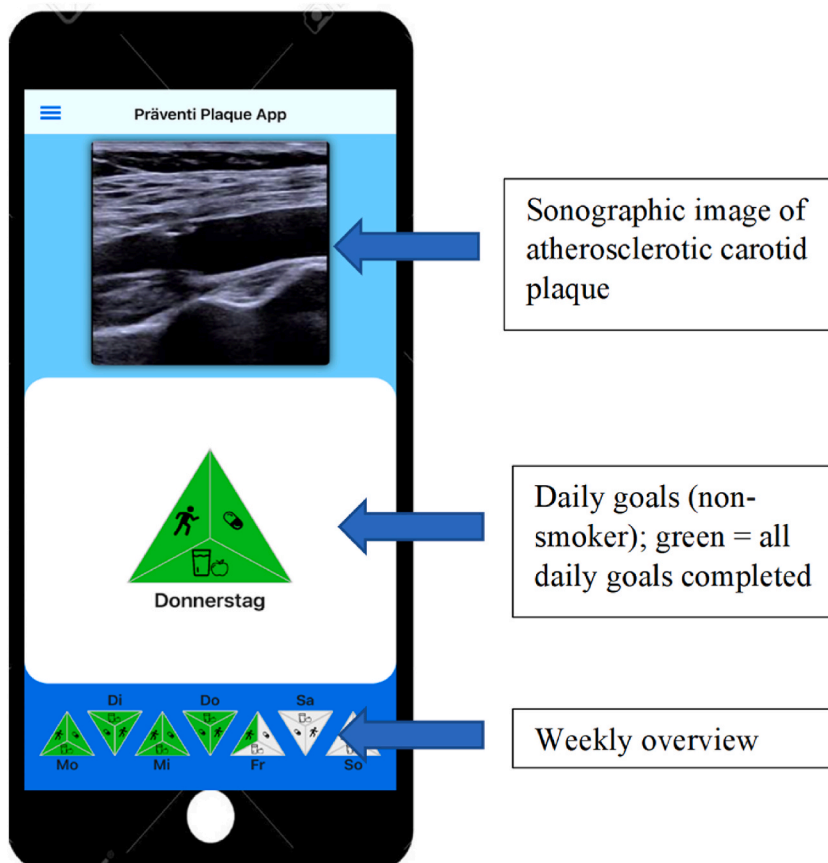 Präventi Plaque App
Sonographic image of
atherosclerotic carotid
plaque
Daily goals (non-
smoker); green = all
daily goals completed
Donnerstag
Di Do Sa
Mo Mi Fr So
Weekly overview